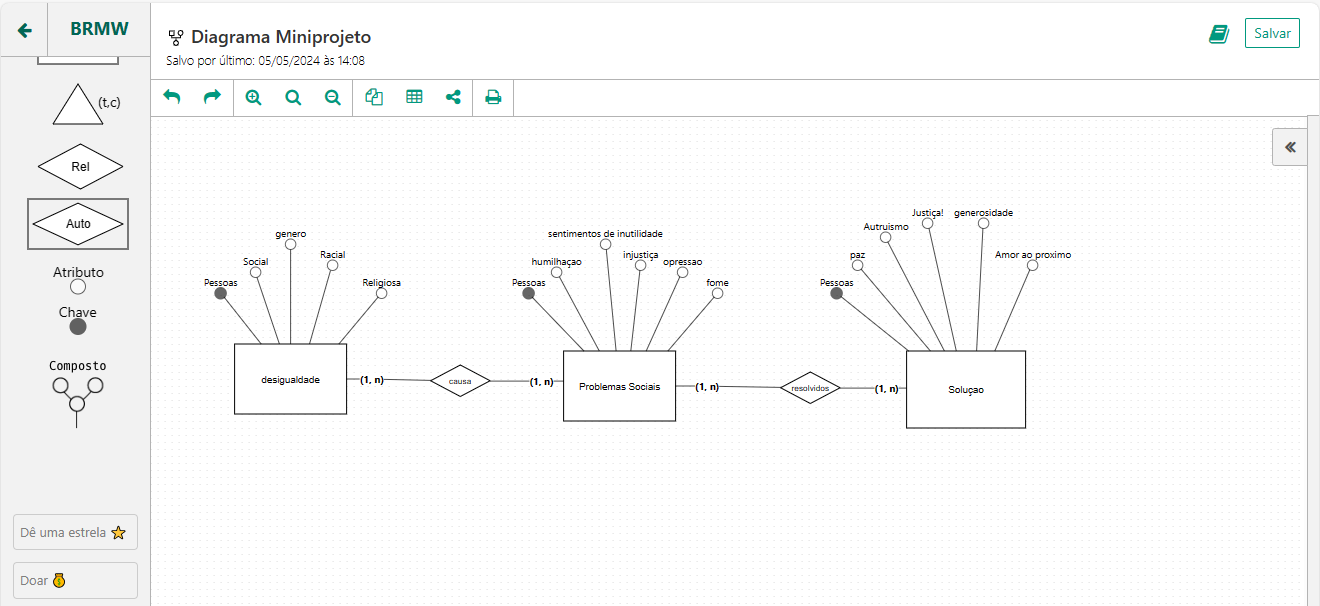 BRMW
Diagrama Miniprojeto
Salvo por último: 05/05/2024 às 14:08
Salvar
(t,c)
Rel
Auto
Atributo
Chave
Composto
Dê uma estrela
Doar
Pessoas
Social
genero
Racial
Religiosa
desigualdade
(1, n)
causa
(1, n)
Pessoas
humilhaçao
sentimentos de inutilidade
injustiça
opressao
fome
Problemas Sociais
(1, n)
resolvidos
(1, n)
Pessoas
paz
Autruismo
Justiça!
generosidade
Amor ao proximo
Soluçao